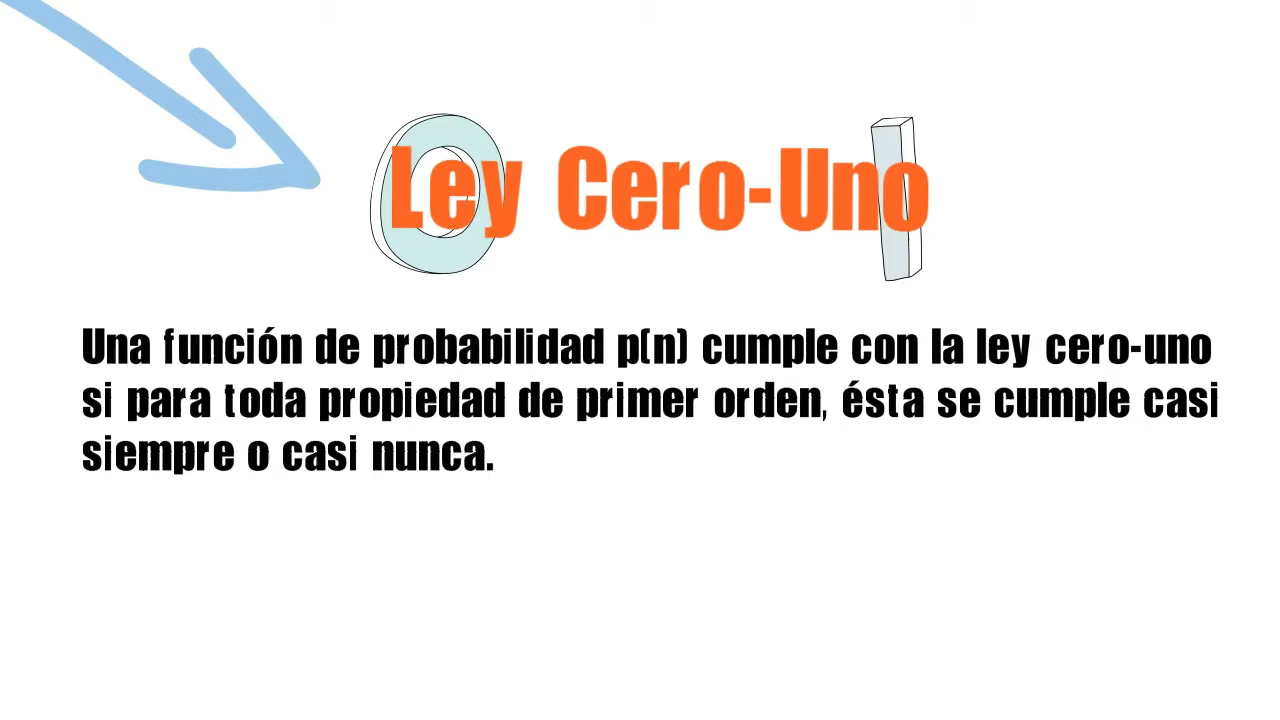 Ley Cero-Uno
Una función de probabilidad p(n) cumple con la ley cero-uno
si para toda propiedad de primer orden, ésta se cumple casi
siempre o casi nunca.